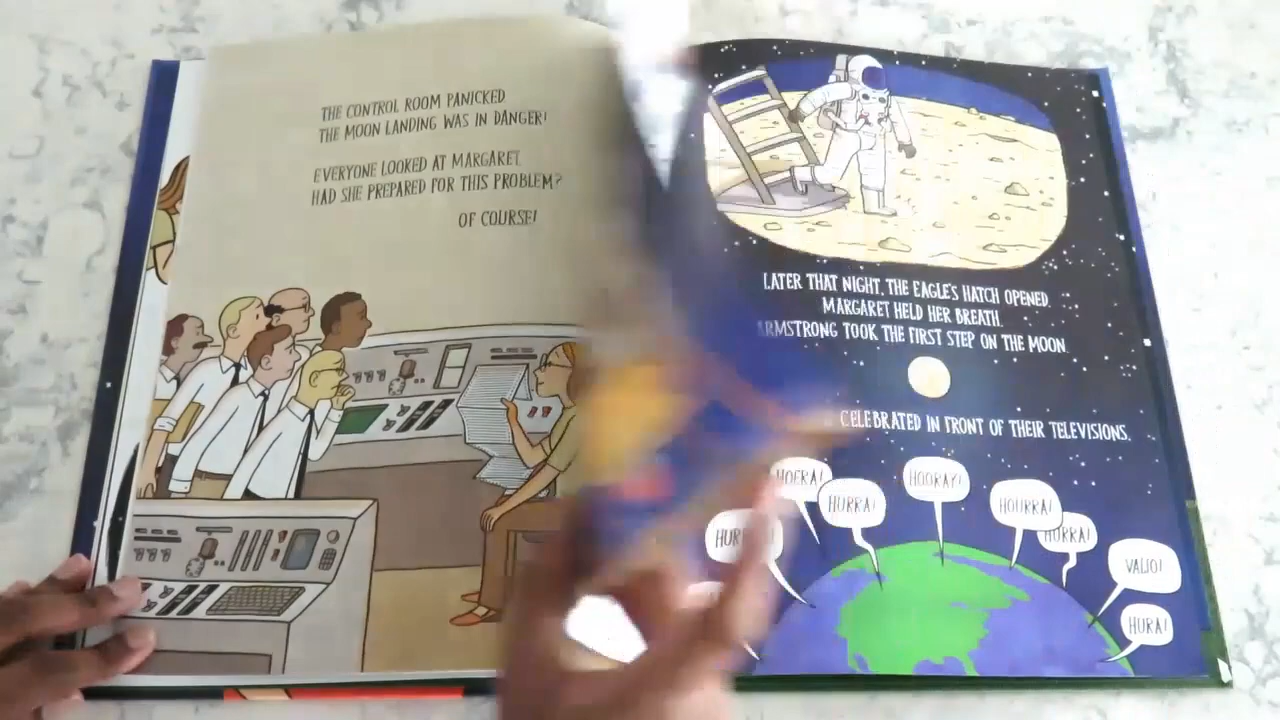 THE CONTROL ROOM PANICKED
THE MOON LANDING WAS IN DANGER!
EVERYONE LOOKED AT MARGARET.
HAD SHE PREPARED FOR THIS PROBLEM?
OF COURSE!
LATER THAT NIGHT, THE EAGLE'S HATCH OPENED.
MARGARET HELD HER BREATH.
ARMSTRONG TOOK THE FIRST STEP ON THE MOON.
CELEBRATED IN FRONT OF THEIR TELEVISIONS.
HOERA!
HURRA!
HOORAY!
HOURRA!
HURRA!
VALIO!
HURA!